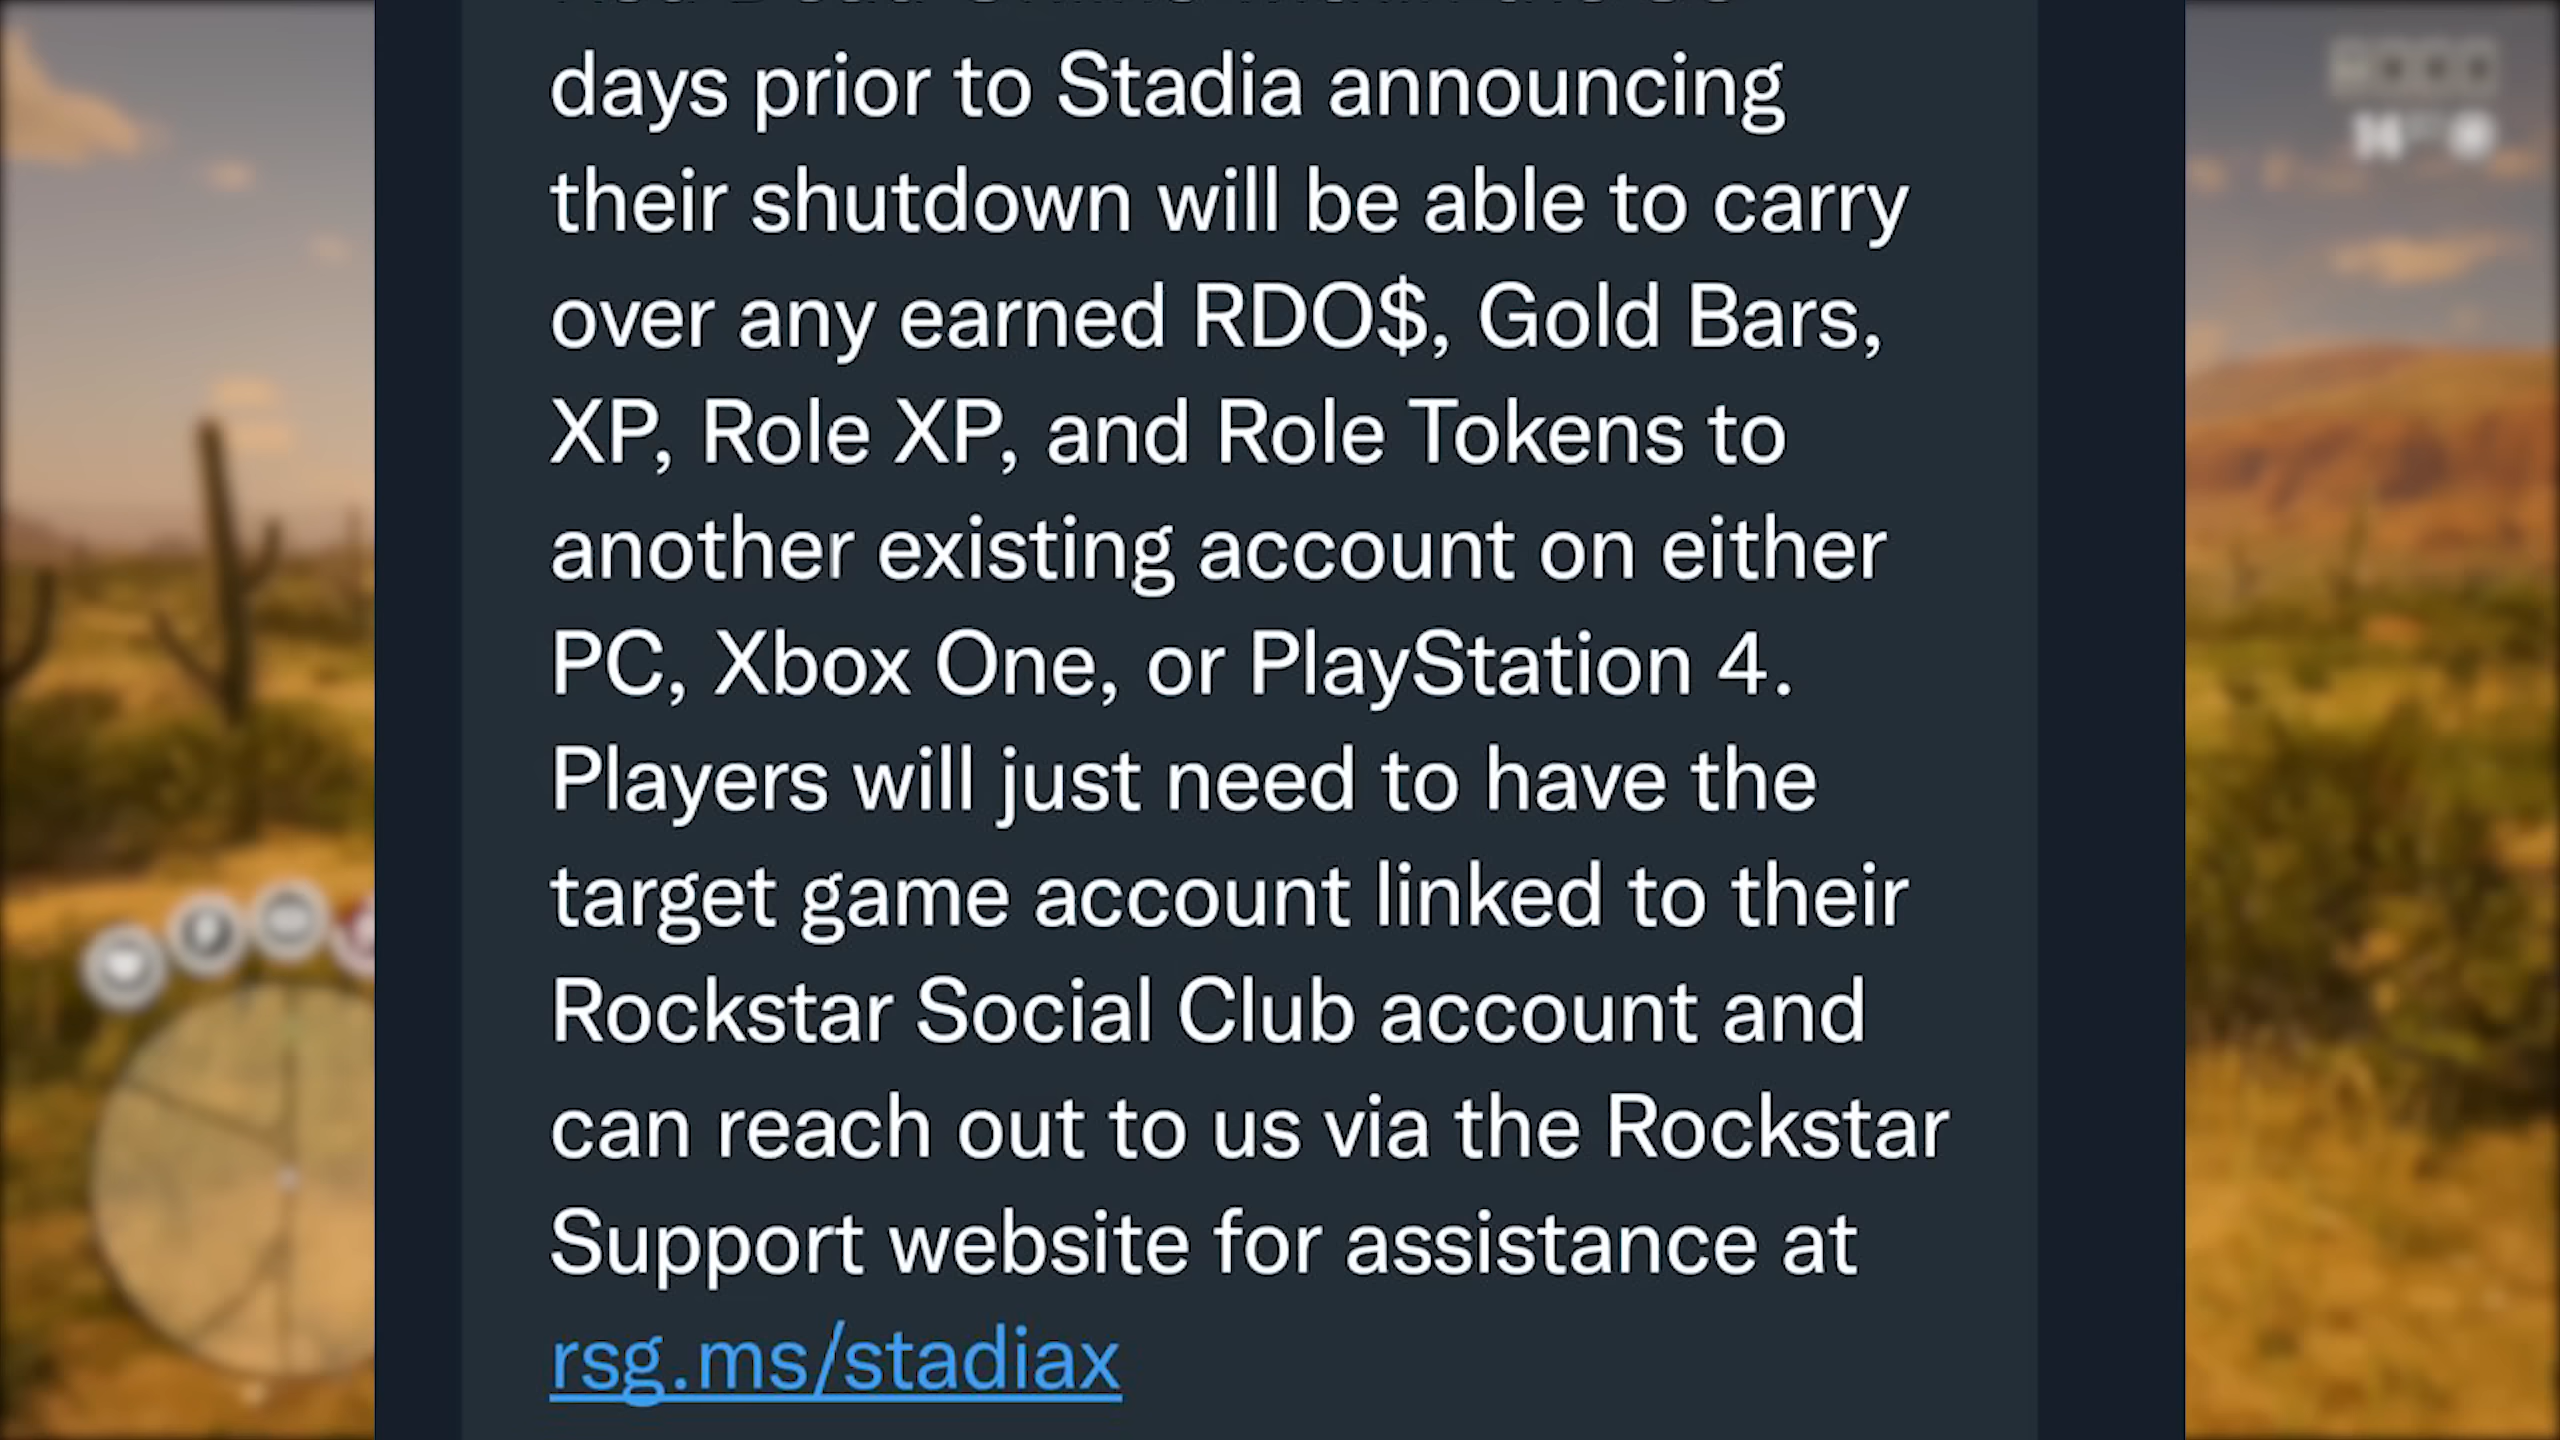 days prior to Stadia announcing
their shutdown will be able to carry
over any earned RDO$, Gold Bars,
XP, Role XP, and Role Tokens to
another existing account on either
PC, Xbox One, or PlayStation 4.
Players will just need to have the
target game account linked to their
Rockstar Social Club account and
can reach out to us via the Rockstar
Support website for assistance at
rsg.ms/stadiax